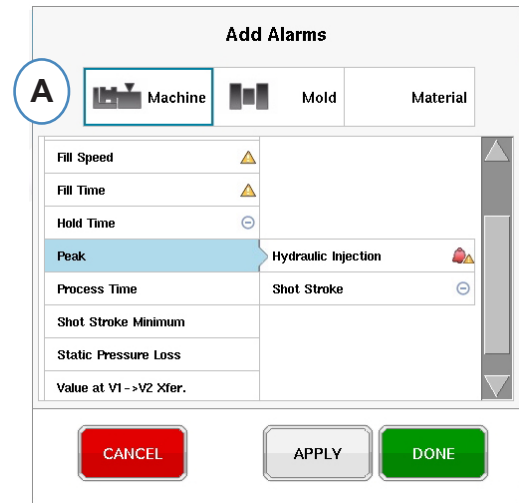 Add Alarms
A
Machine
Mold
Material
Fill Speed
Fill Time
Hold Time
Peak
Hydraulic Injection
Process Time
Shot Stroke
Shot Stroke Minimum
Static Pressure Loss
Value at V1->V2 Xfer.
CANCEL
APPLY
DONE